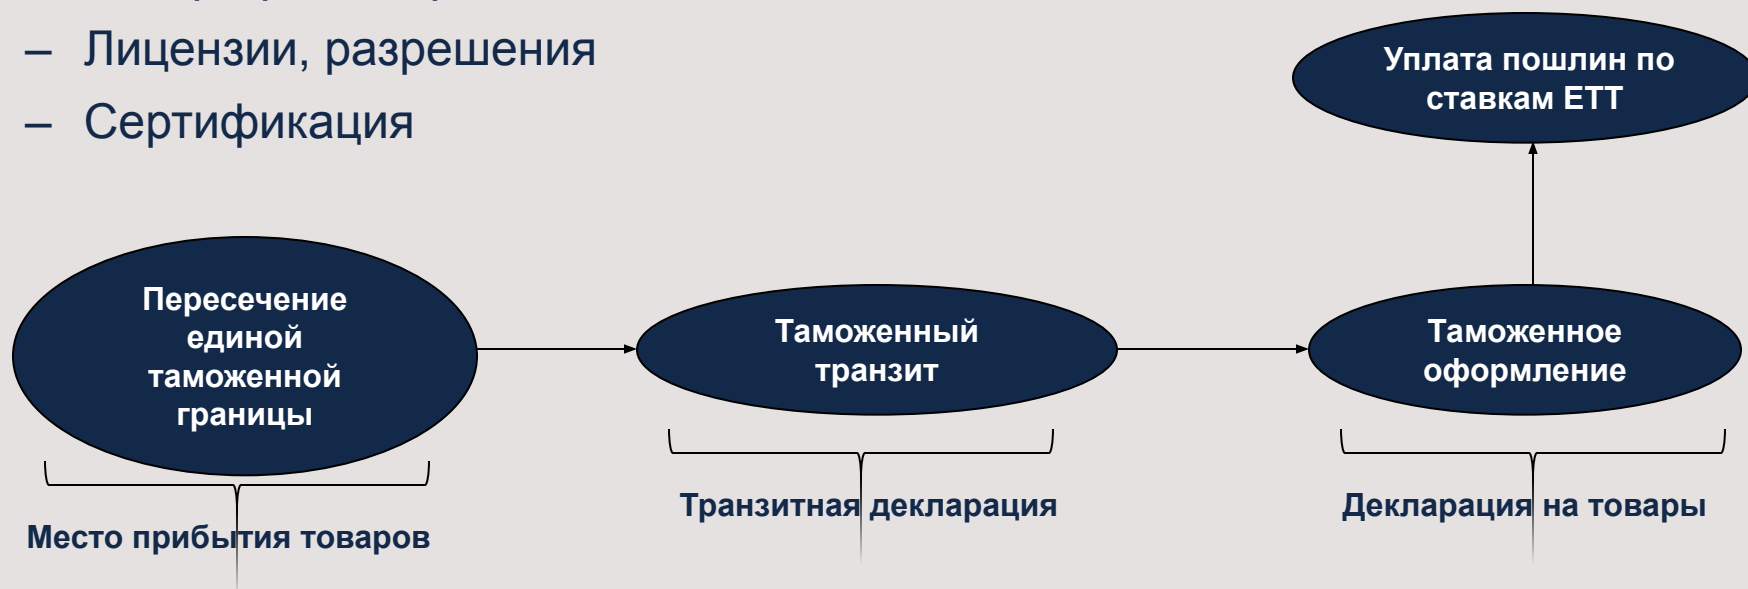 – Лицензии, разрешения
– Сертификация
Уплата пошлин по
ставкам ЕТТ
Пересечение
единой
таможенной
границы
Таможенный
транзит
Таможенное
оформление
Место прибытия товаров
Транзитная декларация
Декларация на товары